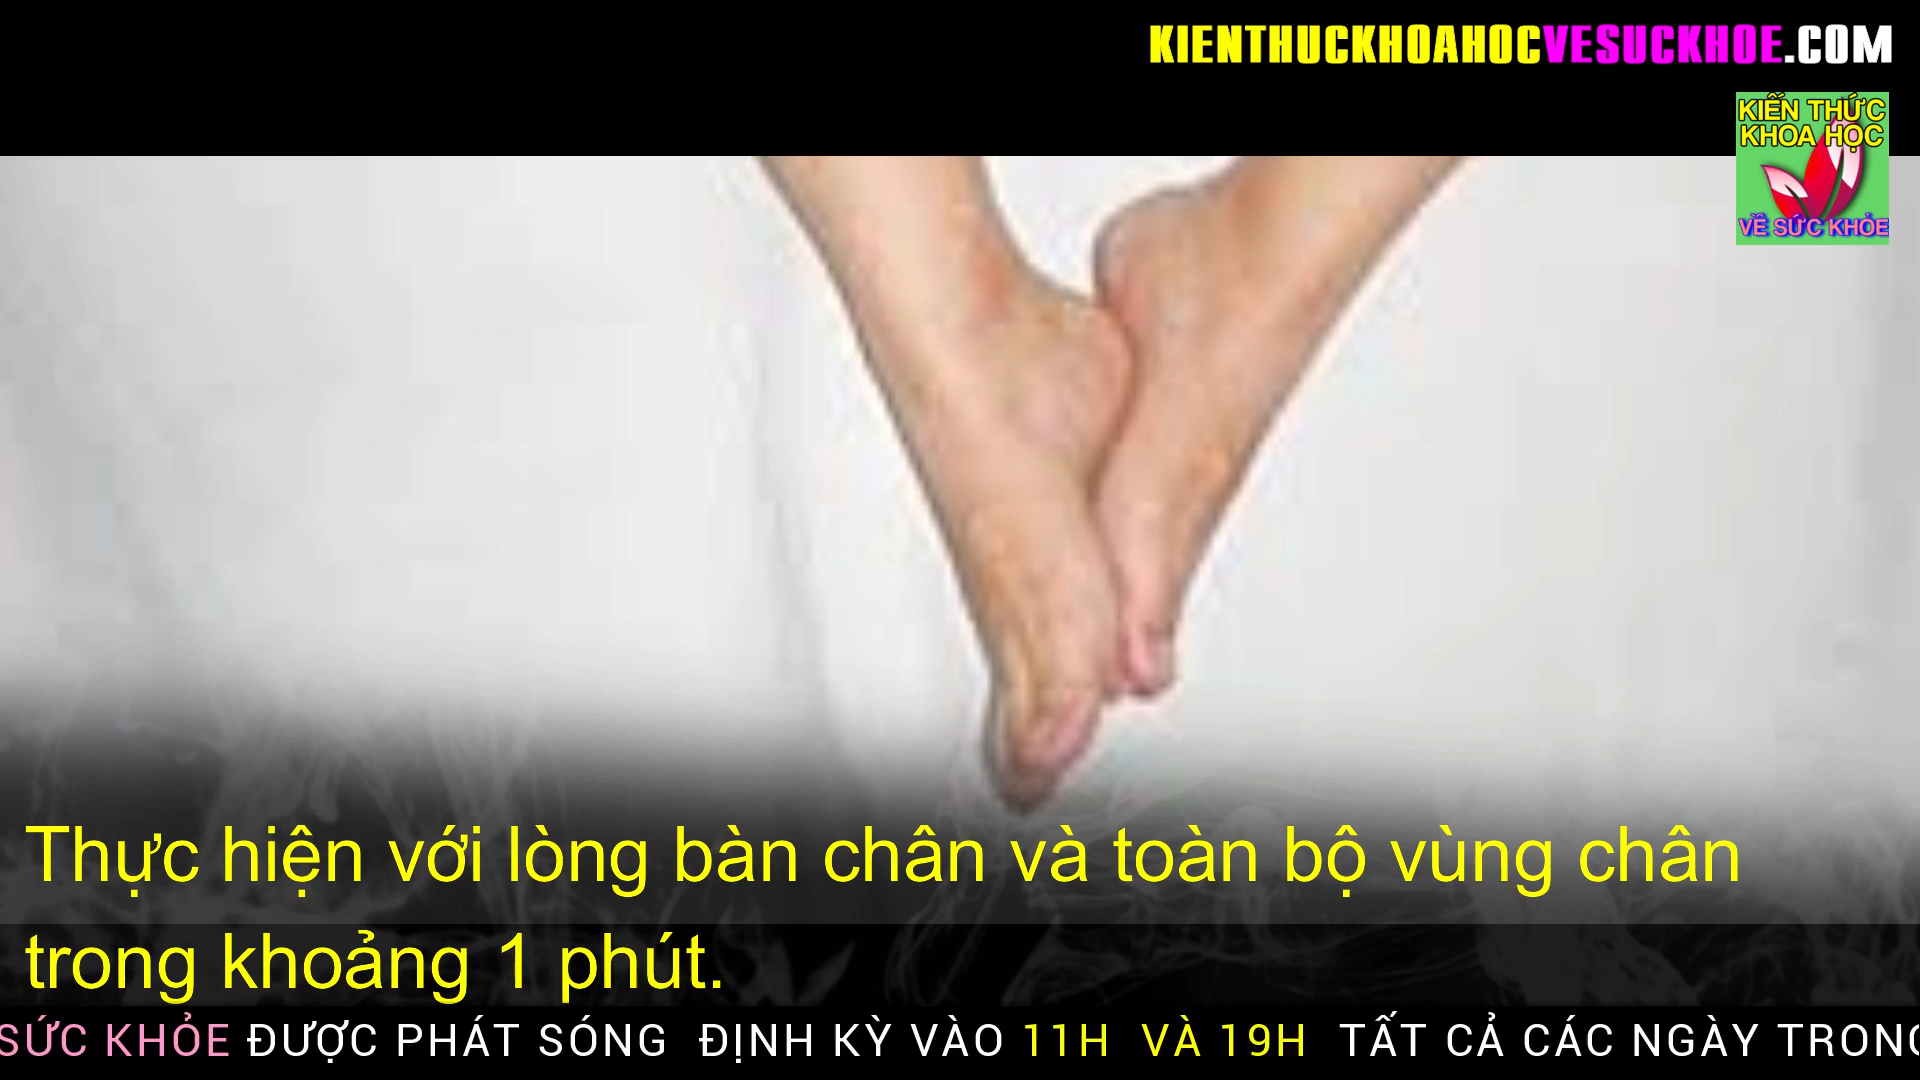 KIENTHUCKHOAHOCVESUCKHOE.COM
KIẾN THỨC
KHOA HỌC
VỀ SỨC KHỎE
Thực hiện với lòng bàn chân và toàn bộ vùng chân
trong khoảng 1 phút.
SỨC KHỎE ĐƯỢC PHÁT SÓNG ĐỊNH KỲ VÀO 11H VÀ 19H TẤT CẢ CÁC NGÀY TRONG